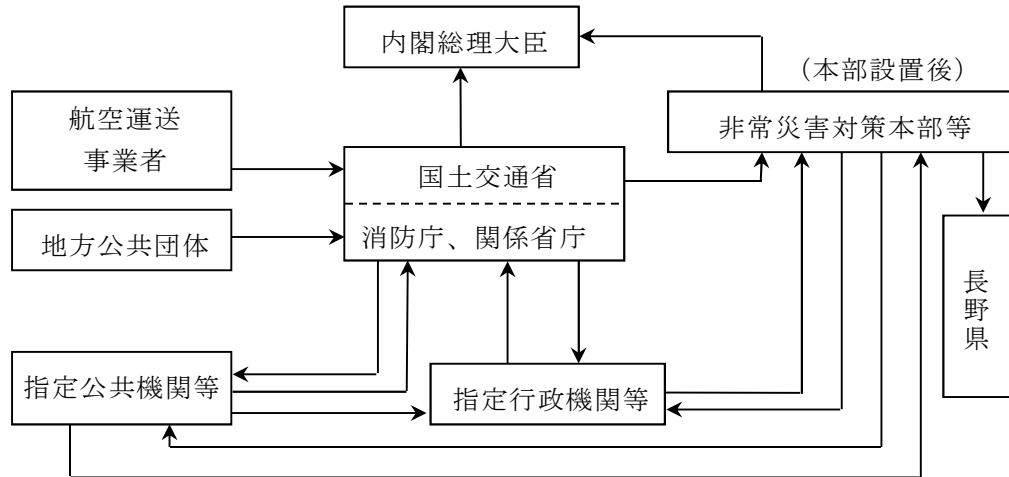 内閣総理大臣
（本部設置後）
航空運送
事業者
非常災害対策本部等
国土交通省
地方公共団体
消防庁、関係省庁
長野県
指定公共機関等
指定行政機関等